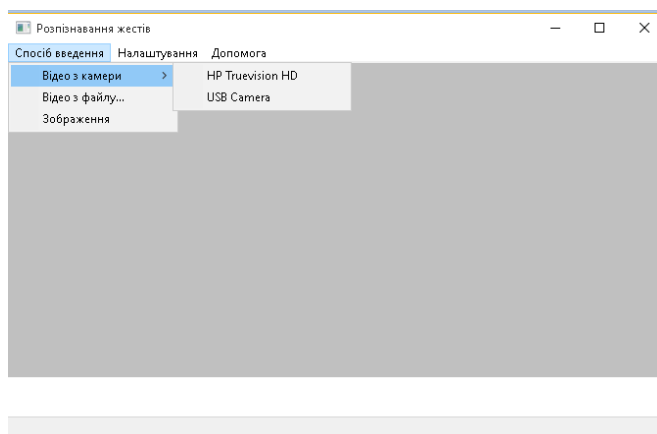 Розпізнавання жестів
Спосіб введення Налаштування Допомога
Відео з камери HP Truevision HD
Відео з файлу... USB Camera
Зображення